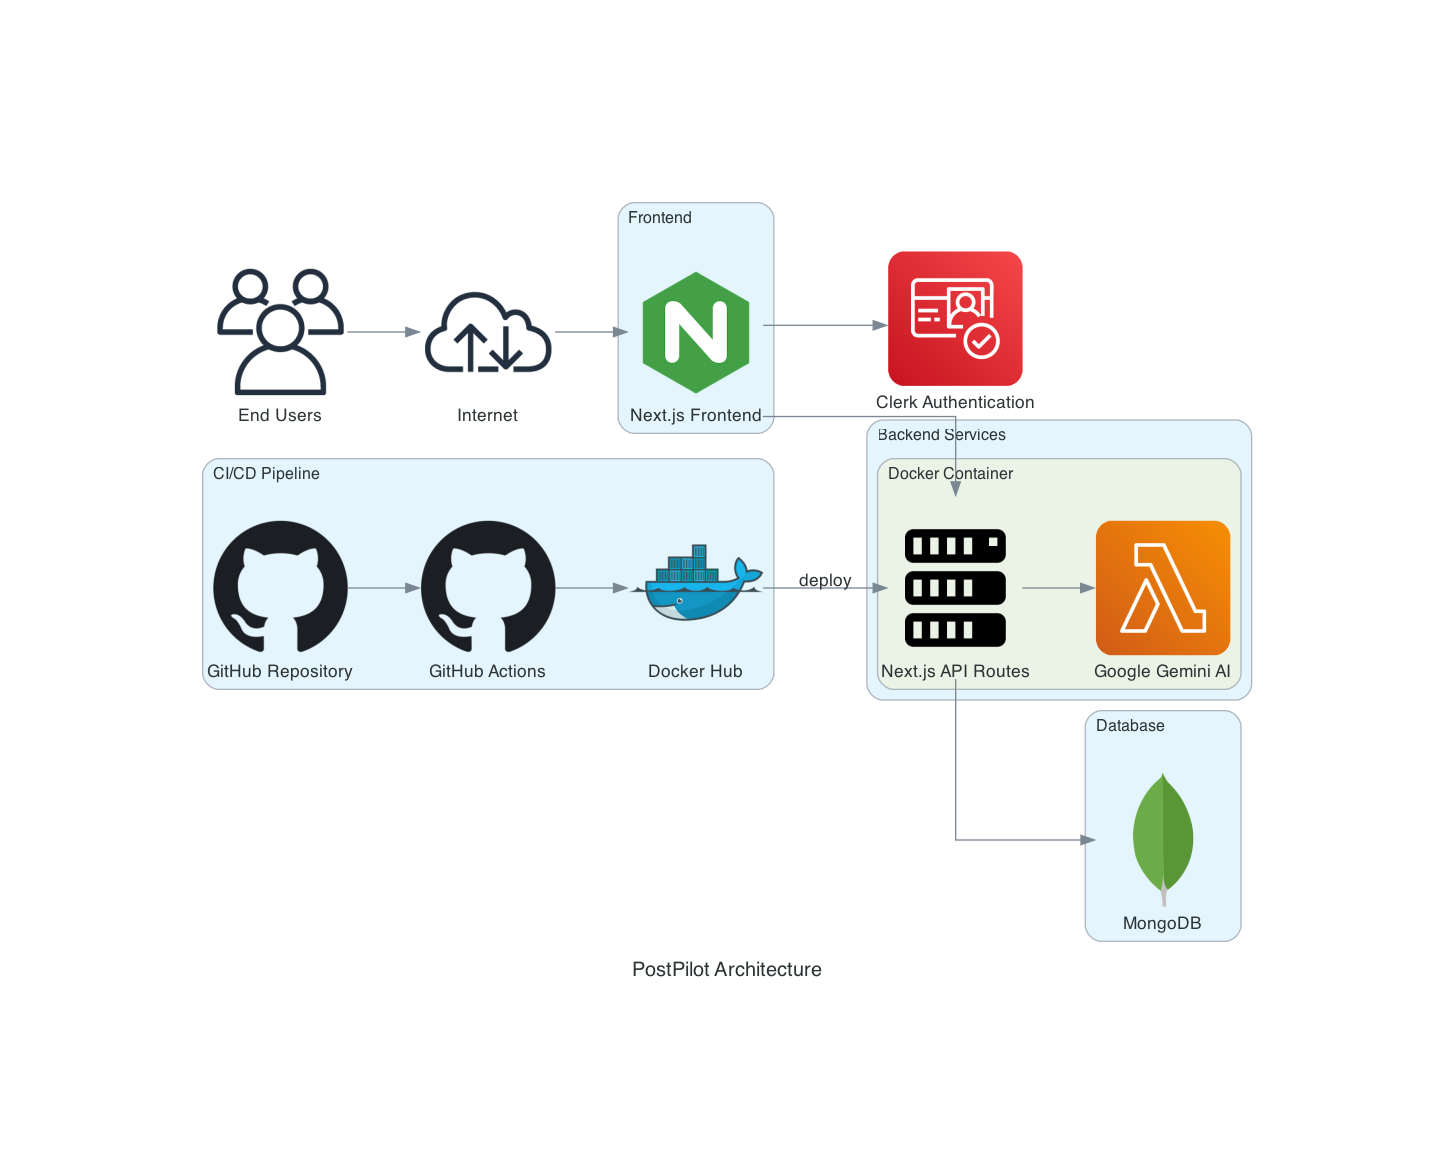 Frontend
End Users
Internet
Next.js Frontend
Clerk Authentication
Backend Services
CI/CD Pipeline
Docker Container
deploy
GitHub Repository
GitHub Actions
Docker Hub
Next.js API Routes
Google Gemini AI
Database
MongoDB
PostPilot Architecture